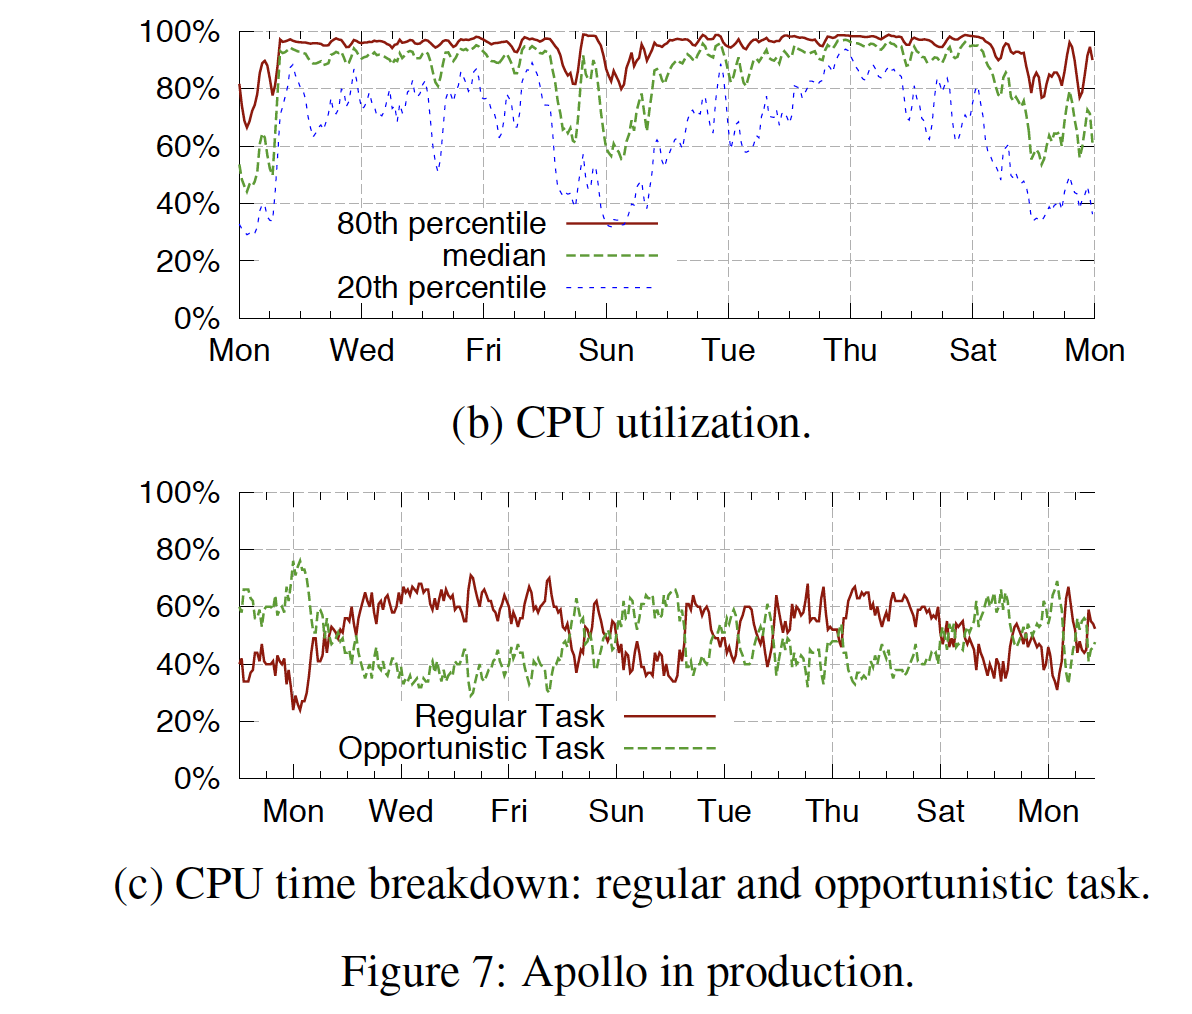 100%
80%
60%
40%
20%
0%
80th percentile
median
20th percentile
Mon Wed Fri Sun Tue Thu Sat Mon
(b) CPU utilization.
100%
80%
60%
40%
20%
0%
Regular Task
Opportunistic Task
Mon Wed Fri Sun Tue Thu Sat Mon
(c) CPU time breakdown: regular and opportunistic task.
Figure 7: Apollo in production.